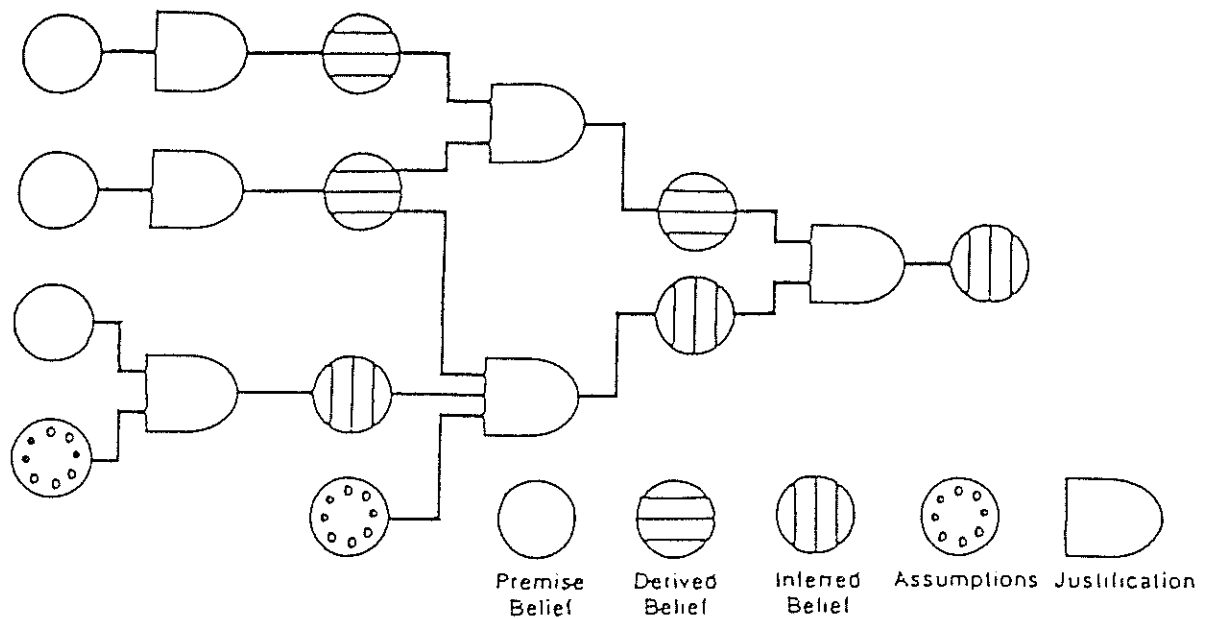 Premise Belief
Derived Belief
Inferred Belief
Assumptions
Justification